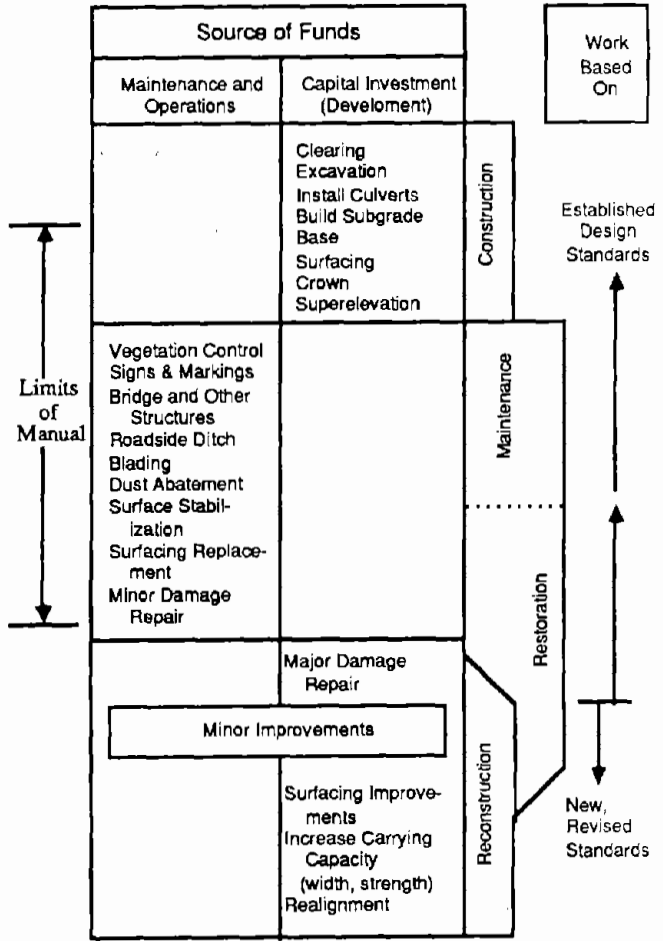 Source of Funds
Work
Based
On
Maintenance and
Operations
Capital Investment
(Develoment)
Clearing
Excavation
Install Culverts
Build Subgrade
Base
Surfacing
Crown
Superelevation
Construction
Established
Design
Standards
Limits
of
Manual
Vegetation Control
Signs & Markings
Bridge and Other
Structures
Roadside Ditch
Blading
Dust Abatement
Surface Stabil-
ization
Surfacing Replace-
ment
Minor Damage
Repair
Maintenance
Restoration
Major Damage
Repair
Minor Improvements
Surfacing Improve-
ments
Increase Carrying
Capacity
(width, strength)
Realignment
Reconstruction
New,
Revised
Standards